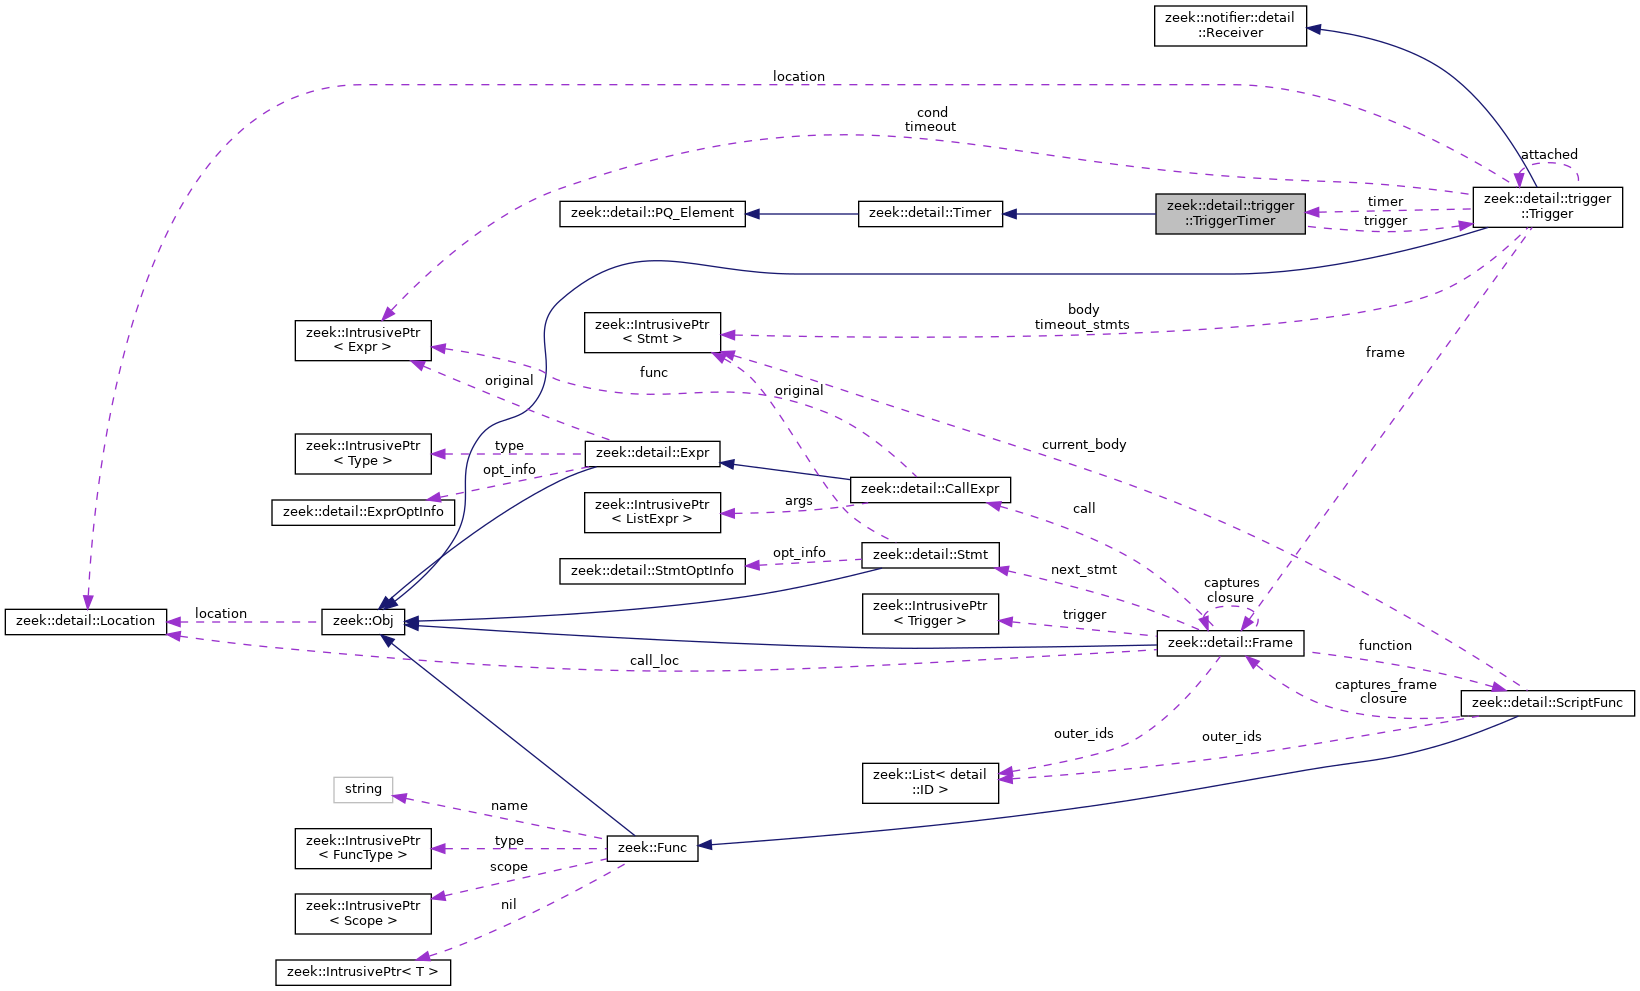 zeek::notifier::detail
::Receiver
location
cond
timeout
attached
zeek::detail::PQ_Element
zeek::detail::Timer
zeek::detail::trigger
::TriggerTimer
timer
trigger
zeek::detail::trigger
::Trigger
zeek::IntrusivePtr
< Expr >
zeek::IntrusivePtr
< Stmt >
body
timeout_stmts
frame
original
func
original
current_body
zeek::IntrusivePtr
< Type >
type
opt_info
zeek::detail::Expr
zeek::detail::CallExpr
zeek::detail::ExprOptInfo
zeek::IntrusivePtr
< ListExpr >
args
call
zeek::detail::StmtOptInfo
opt_info
zeek::detail::Stmt
next_stmt
captures
closure
zeek::detail::Location
location
zeek::Obj
zeek::IntrusivePtr
< Trigger >
trigger
zeek::detail::Frame
call_loc
function
captures_frame
closure
zeek::detail::ScriptFunc
outer_ids
outer_ids
zeek::List< detail
::ID >
string
name
zeek::IntrusivePtr
< FuncType >
type
zeek::Func
scope
zeek::IntrusivePtr
< Scope >
nil
zeek::IntrusivePtr< T >